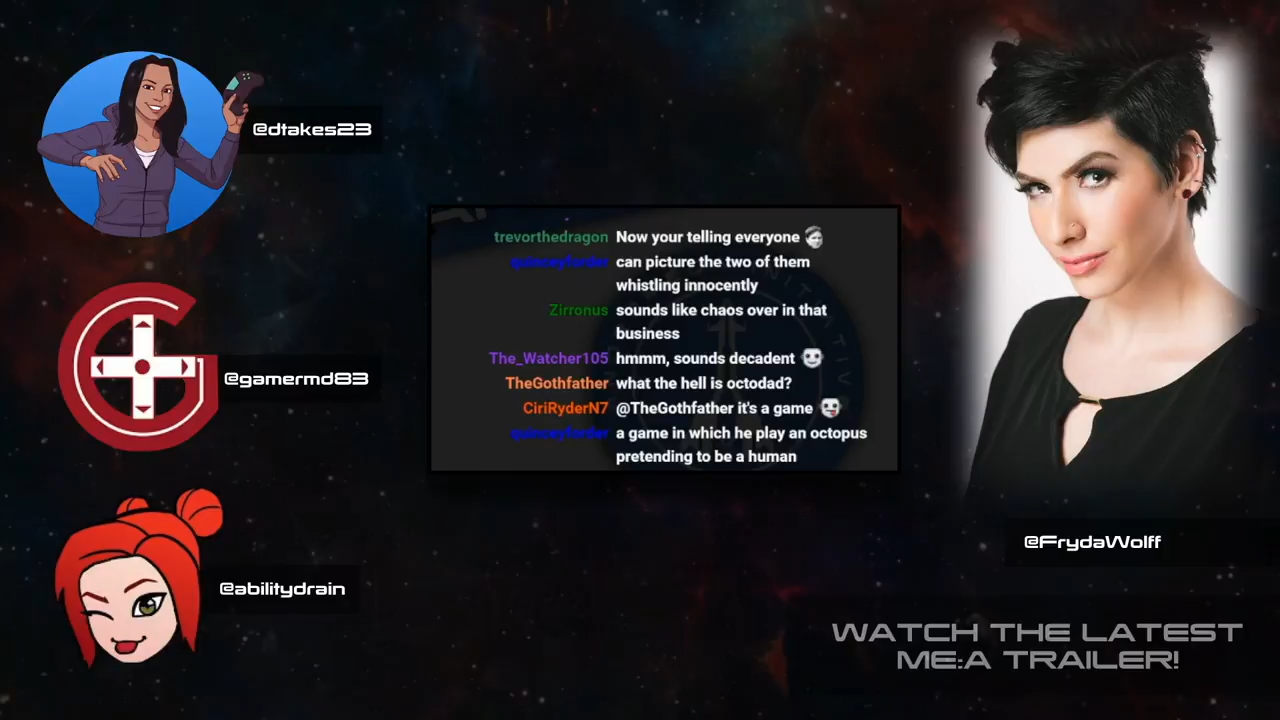 @dtakes23
@gamermd83
@abilitydrain
trevorthedragon Now your telling everyone
quinceyforder can picture the two of them
whistling innocently
Zirronus sounds like chaos over in that
business
The_Watcher105 hmmm, sounds decadent
TheGothfather what the hell is octodad?
CiriRyderN7 @TheGothfather it's a game
quinceyforder a game in which he play an octopus
pretending to be a human
@FrydaWolff
WATCH THE LATEST
ME:A TRAILER!